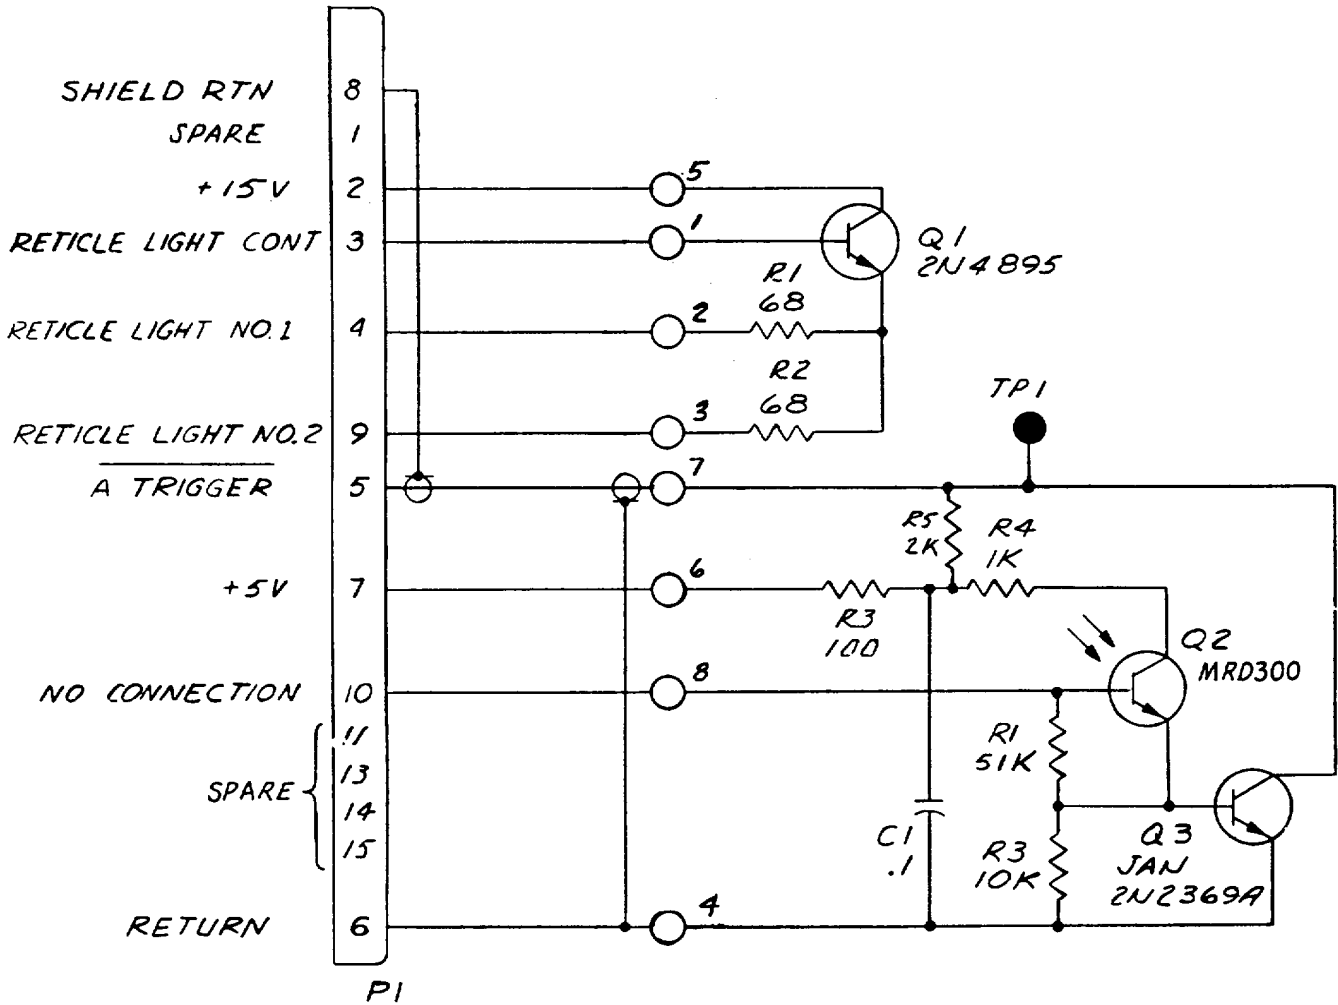 SHIELD RTN 8
SPARE 1
+15V 2 5
RETICLE LIGHT CONT 3 1
Q1
2N4895
R1
68
RETICLE LIGHT NO.1 4 2
R2
68
RETICLE LIGHT NO.2 9 3
TP1
A TRIGGER 5 7
R5
2K
R4
1K
+5V 7 6
R3
100
Q2
MRD300
NO CONNECTION 10 8
11
R1
51K
SPARE
13
14
15
C1
.1
R3
10K
Q3
JAN
2N2369A
RETURN 6 4
P1